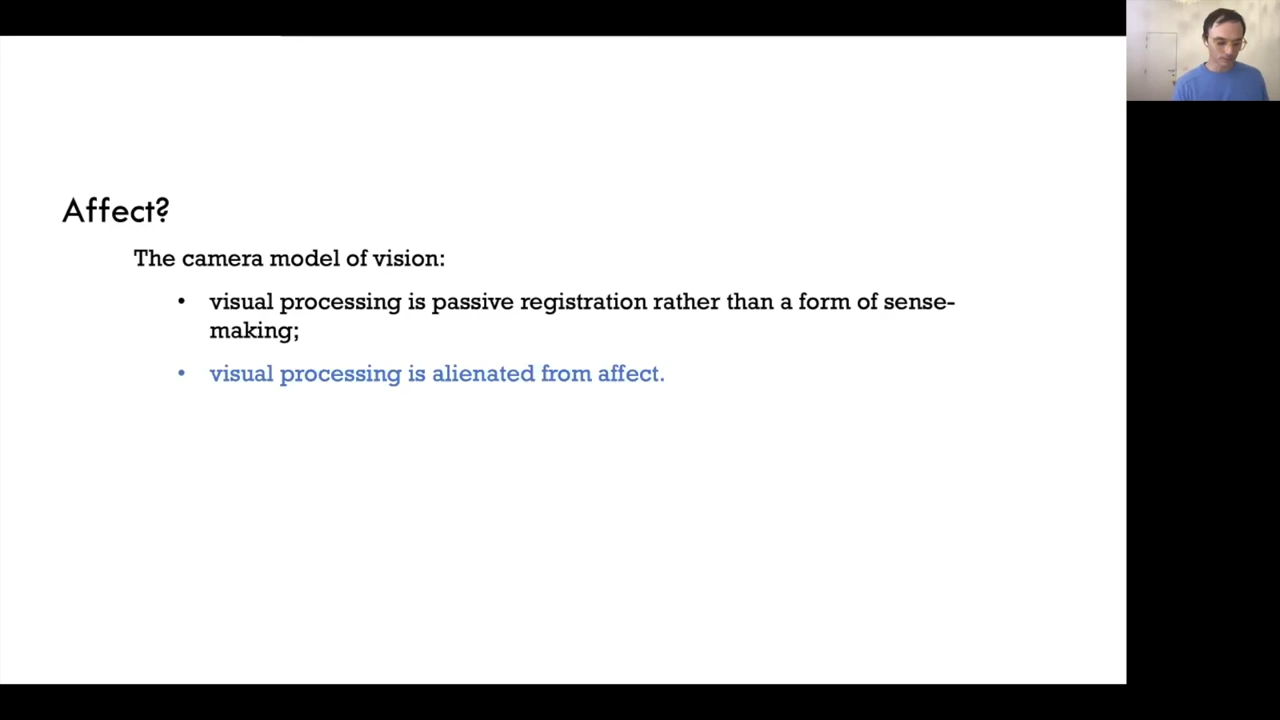 Affect?
The camera model of vision:
• visual processing is passive registration rather than a form of sense-
making;
• visual processing is alienated from affect.